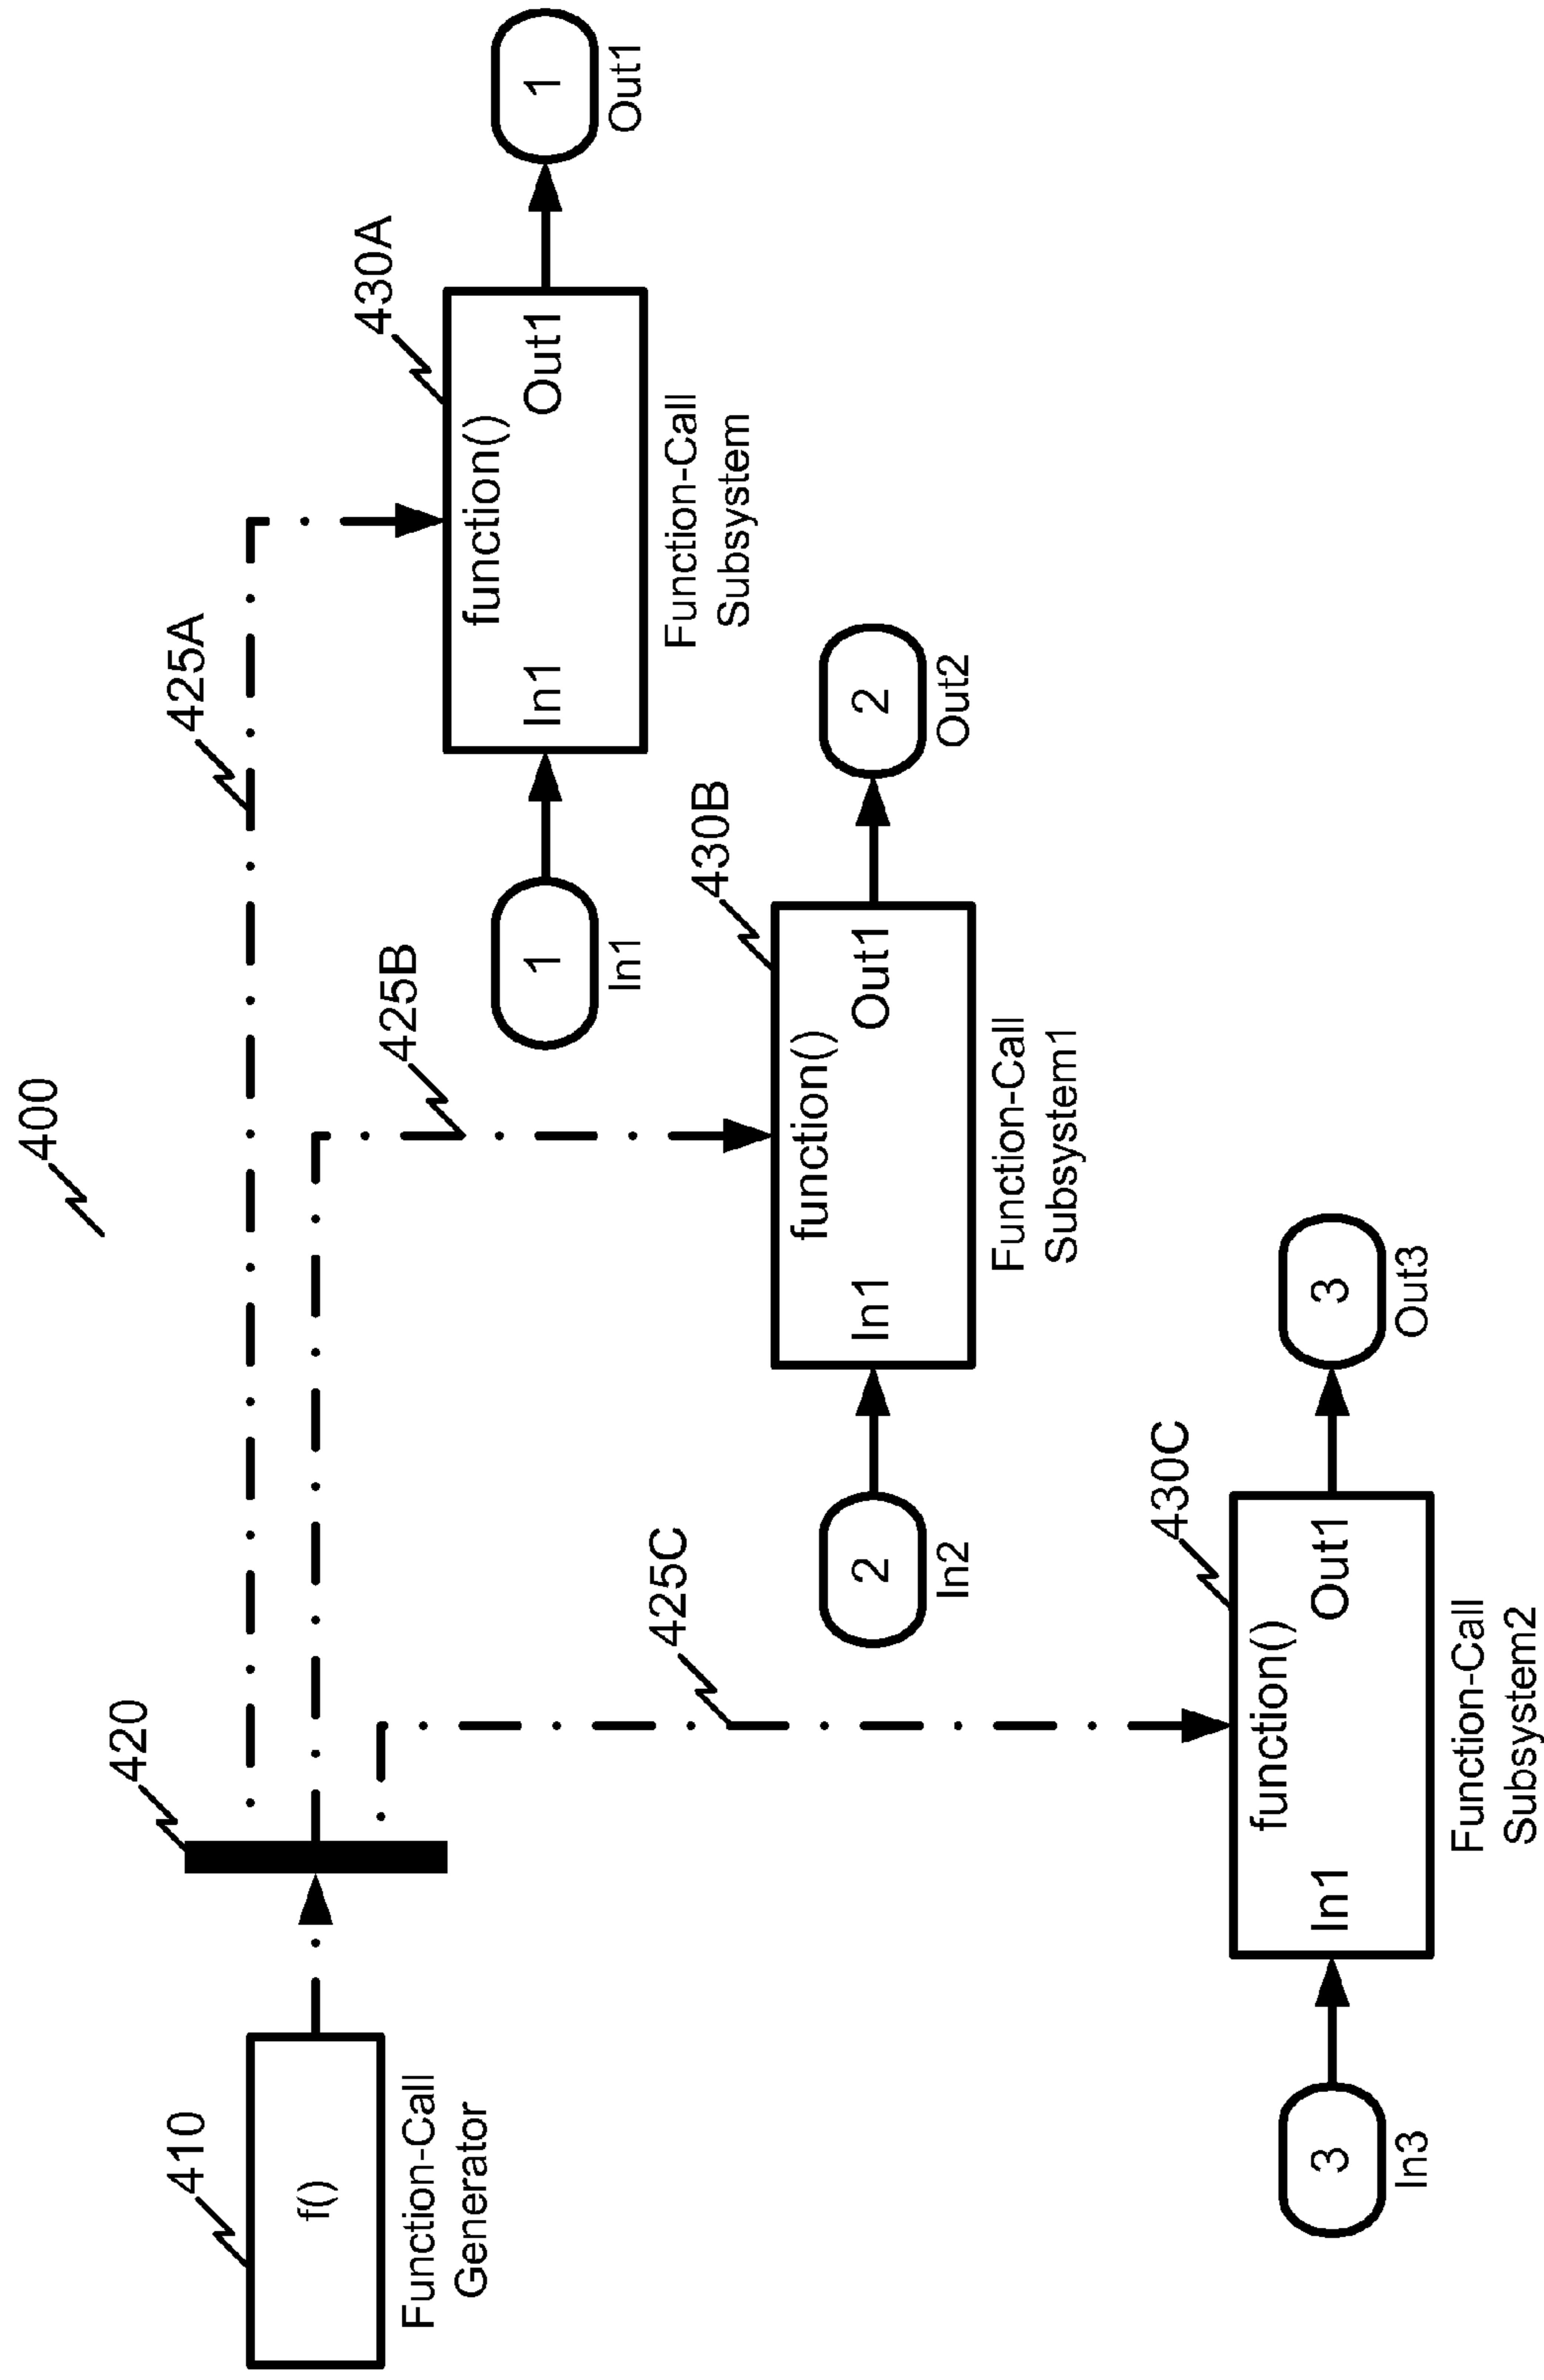 400
410
f()
Function-Call
Generator
420
425A
425B
425C
430A
function()
In1
Out1
Function-Call
Subsystem
1
In1
1
Out1
430B
function()
In1
Out1
Function-Call
Subsystem1
2
In2
2
Out2
430C
function()
In1
Out1
Function-Call
Subsystem2
3
In3
3
Out3